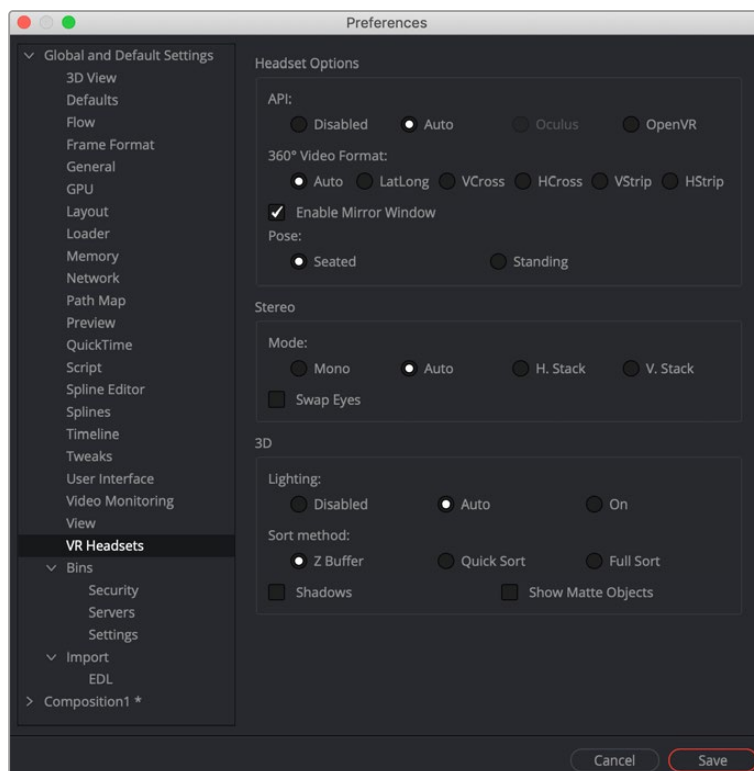 Preferences
Global and Default Settings
3D View
Defaults
Flow
Frame Format
General
GPU
Layout
Loader
Memory
Network
Path Map
Preview
QuickTime
Script
Spline Editor
Splines
Timeline
Tweaks
User Interface
Video Monitoring
View
VR Headsets
Bins
Security
Servers
Settings
Import
EDL
Composition1 *
Headset Options
API:
Disabled Auto Oculus OpenVR
360° Video Format:
Auto LatLong VCross HCross VStrip HStrip
Enable Mirror Window
Pose:
Seated Standing
Stereo
Mode:
Mono Auto H. Stack V. Stack
Swap Eyes
3D
Lighting:
Disabled Auto On
Sort method:
Z Buffer Quick Sort Full Sort
Shadows Show Matte Objects
Cancel Save